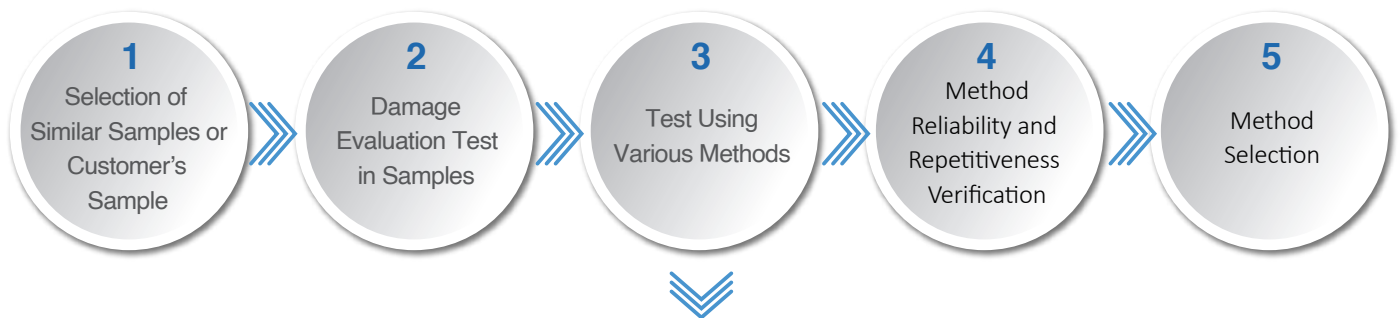 1
Selection of
Similar Samples or
Customer's
Sample
2
Damage
Evaluation Test
in Samples
3
Test Using
Various Methods
4
Method
Reliability and
Repetitiveness
Verification
5
Method
Selection